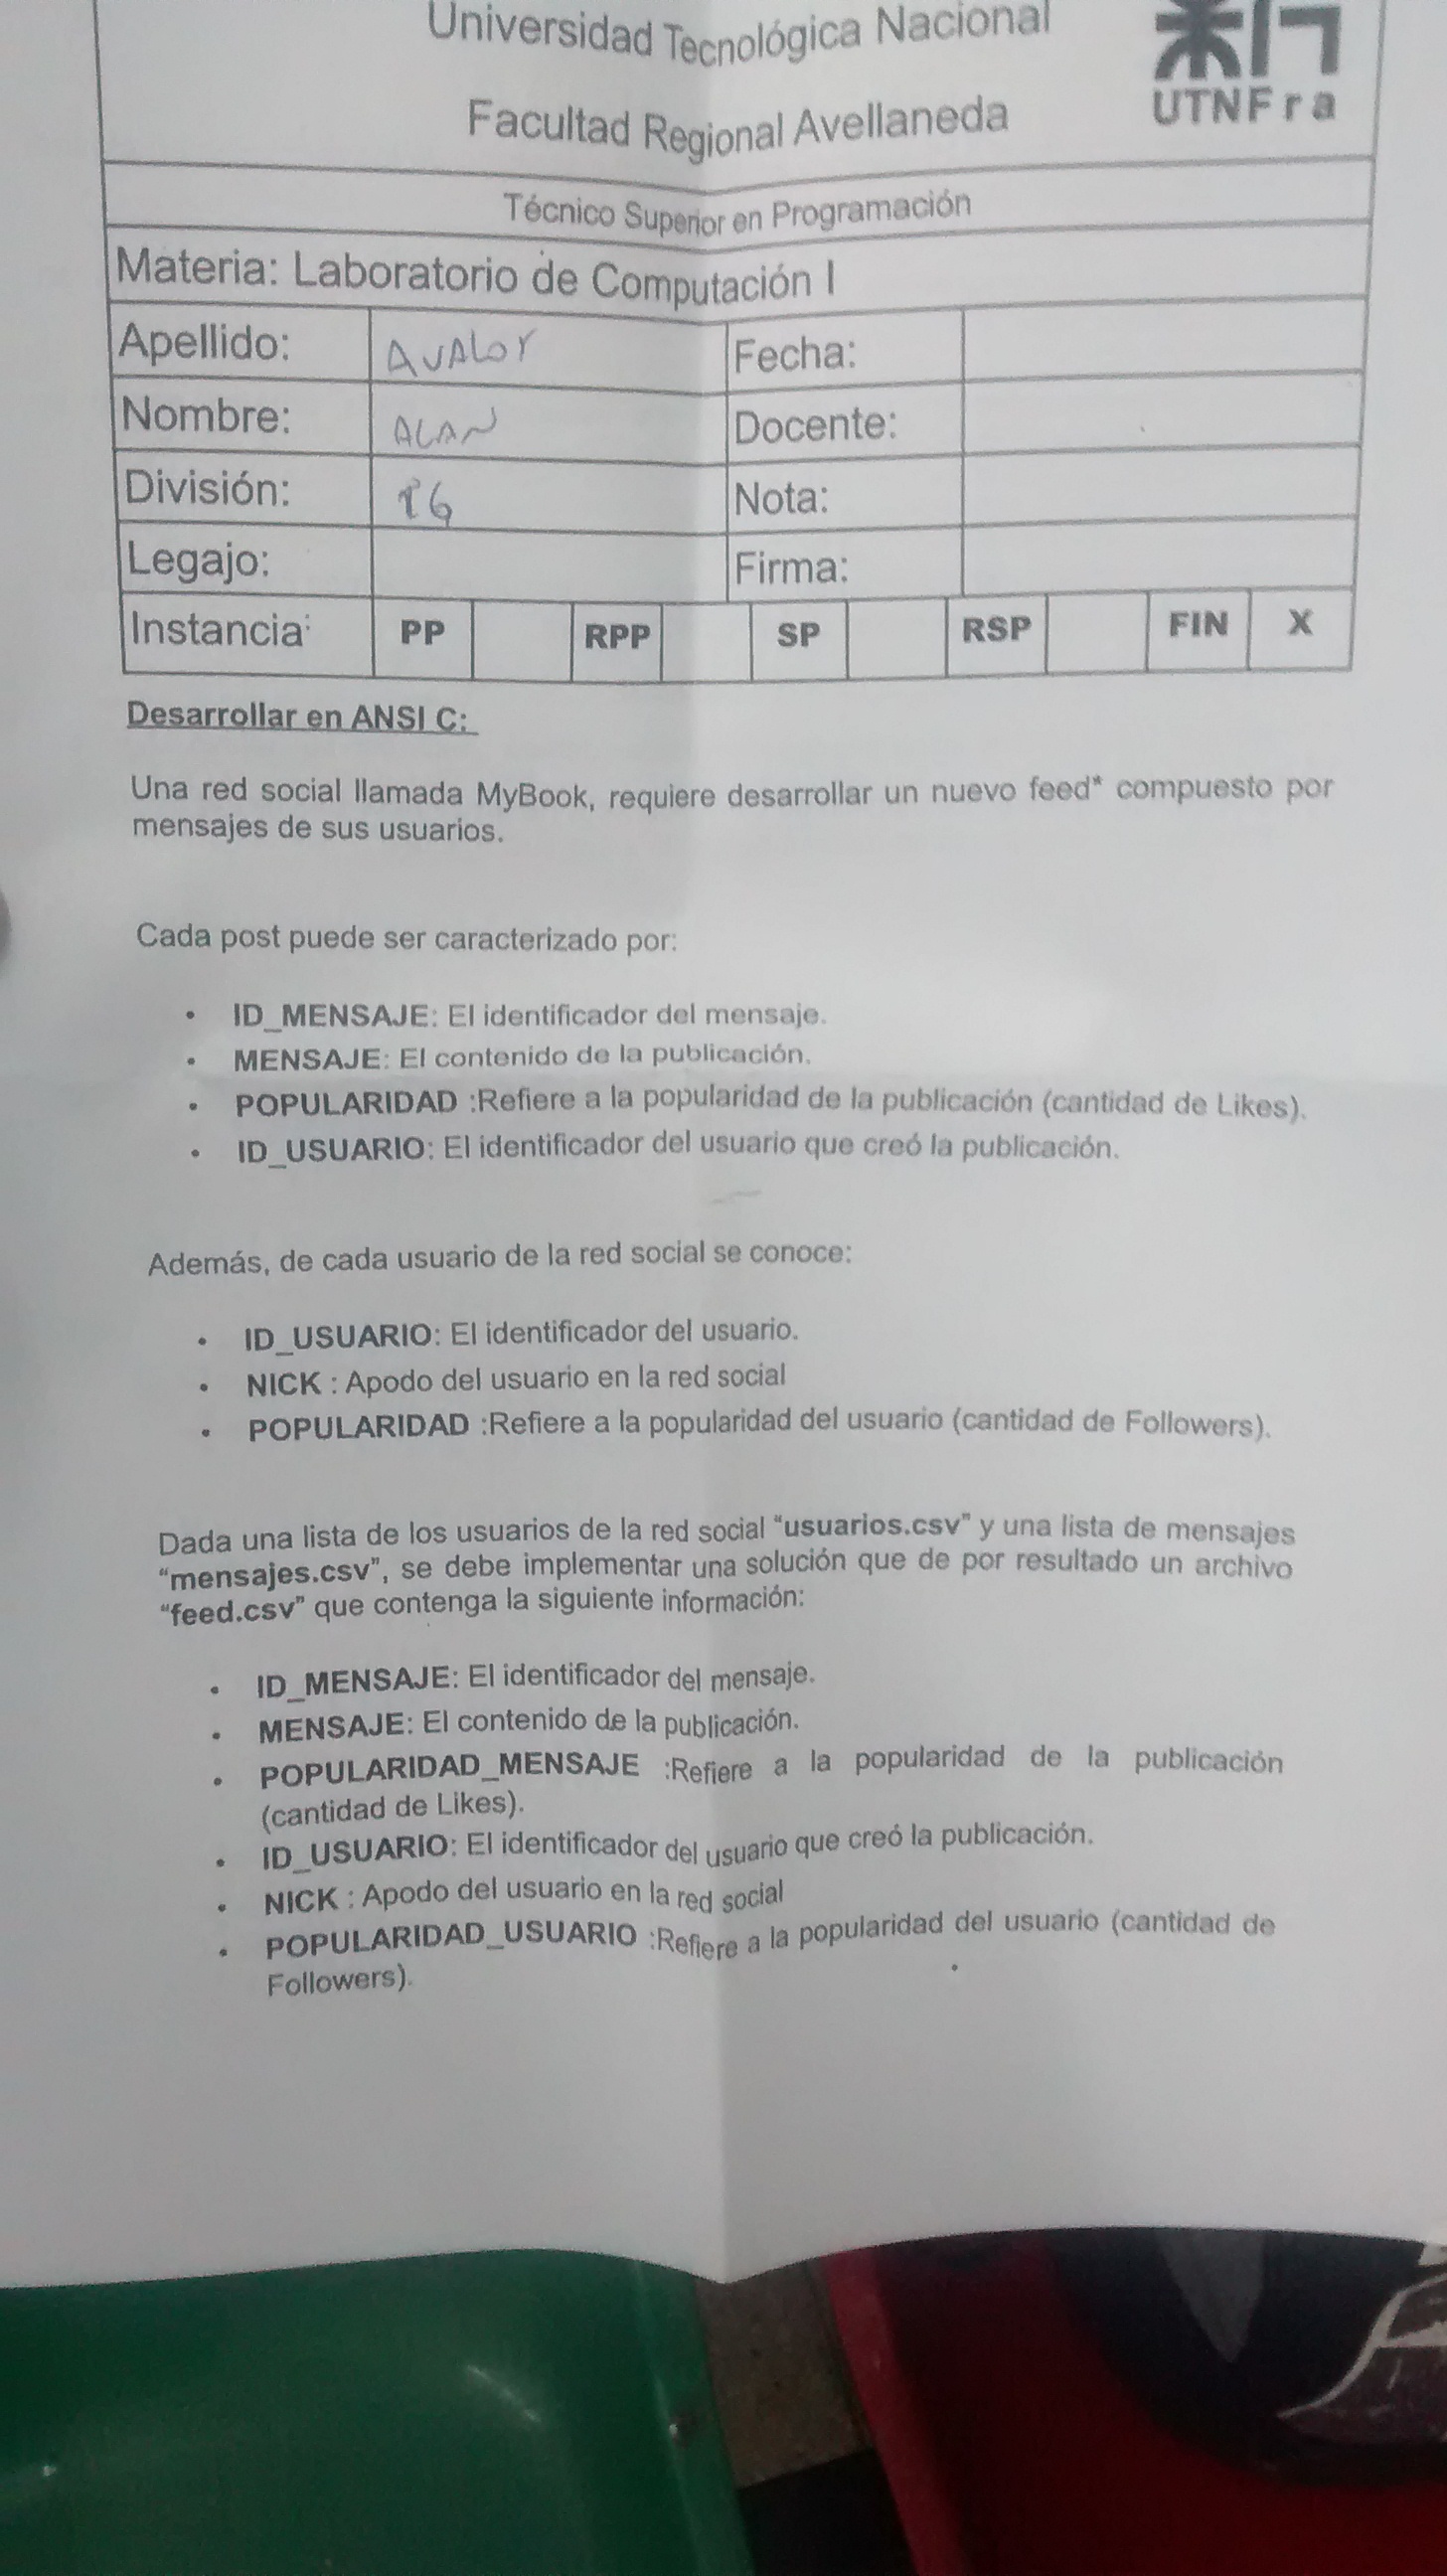 Universidad Tecnológica Nacional
Facultad Regional Avellaneda
UTNFra
Técnico Superior en Programación
Materia: Laboratorio de Computación I
Apellido: AVALOS Fecha:
Nombre: ALAN Docente:
División: Nota:
Legajo: Firma:
Instancia: PP RPP SP RSP FIN X
Desarrollar en ANSI C:
Una red social llamada MyBook, requiere desarrollar un nuevo feed* compuesto por
mensajes de sus usuarios.
Cada post puede ser caracterizado por:
• ID_MENSAJE: El identificador del mensaje.
• MENSAJE: El contenido de la publicación.
• POPULARIDAD :Refiere a la popularidad de la publicación (cantidad de Likes).
• ID_USUARIO: El identificador del usuario que creó la publicación.
Además, de cada usuario de la red social se conoce:
• ID_USUARIO: El identificador del usuario.
• NICK : Apodo del usuario en la red social
• POPULARIDAD :Refiere a la popularidad del usuario (cantidad de Followers).
Dada una lista de los usuarios de la red social “usuarios.csv” y una lista de mensajes
“mensajes.csv”, se debe implementar una solución que de por resultado un archivo
“feed.csv” que contenga la siguiente información:
• ID_MENSAJE: El identificador del mensaje.
• MENSAJE: El contenido de la publicación.
• POPULARIDAD_MENSAJE :Refiere a la popularidad de la publicación
(cantidad de Likes).
• ID_USUARIO: El identificador del usuario que creó la publicación.
• NICK : Apodo del usuario en la red social
• POPULARIDAD_USUARIO :Refiere a la popularidad del usuario (cantidad de
Followers).